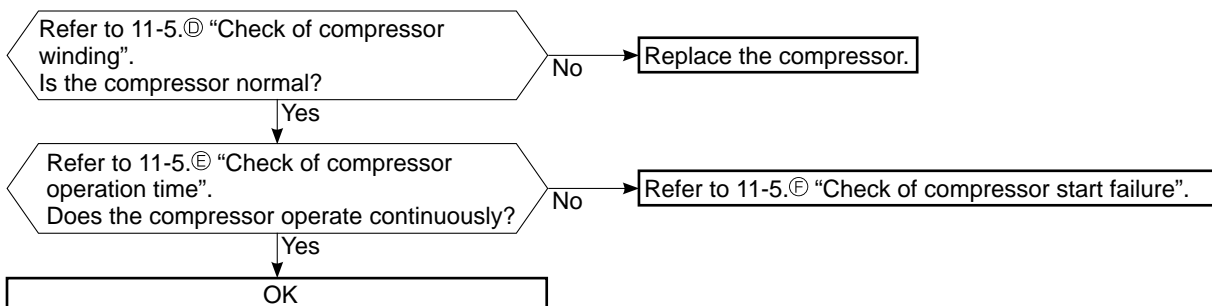 Refer to 11-5.Ⓓ “Check of compressor
winding”.
Is the compressor normal?
No
Replace the compressor.
Yes
Refer to 11-5.Ⓔ “Check of compressor
operation time”.
Does the compressor operate continuously?
No
Refer to 11-5.Ⓕ “Check of compressor start failure”.
Yes
OK